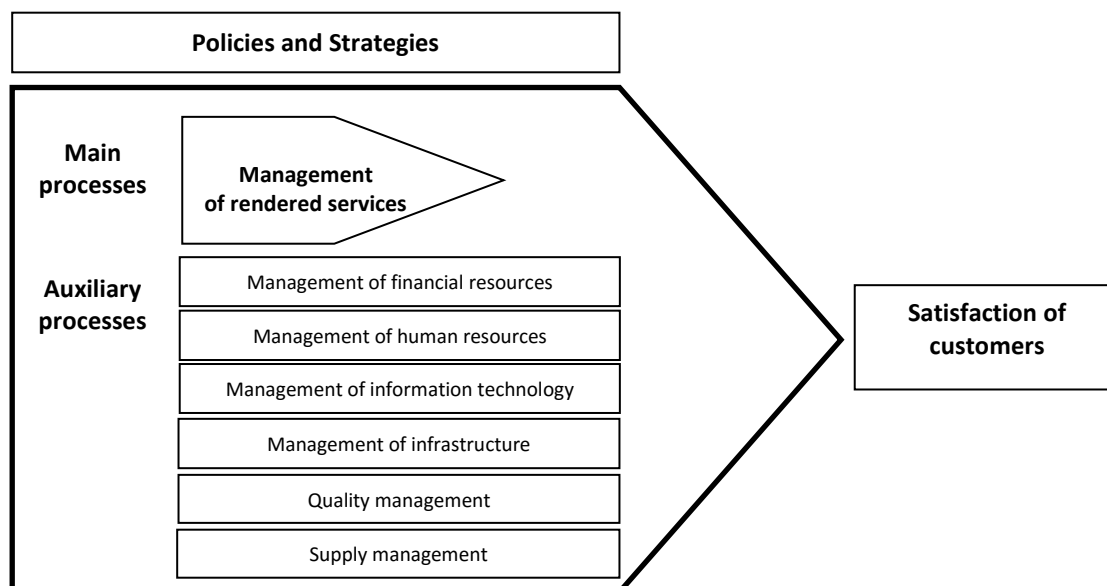 Policies and Strategies
Main
processes
Management
of rendered services
Auxiliary
processes
Management of financial resources
Management of human resources
Management of information technology
Management of infrastructure
Quality management
Supply management
Satisfaction of
customers